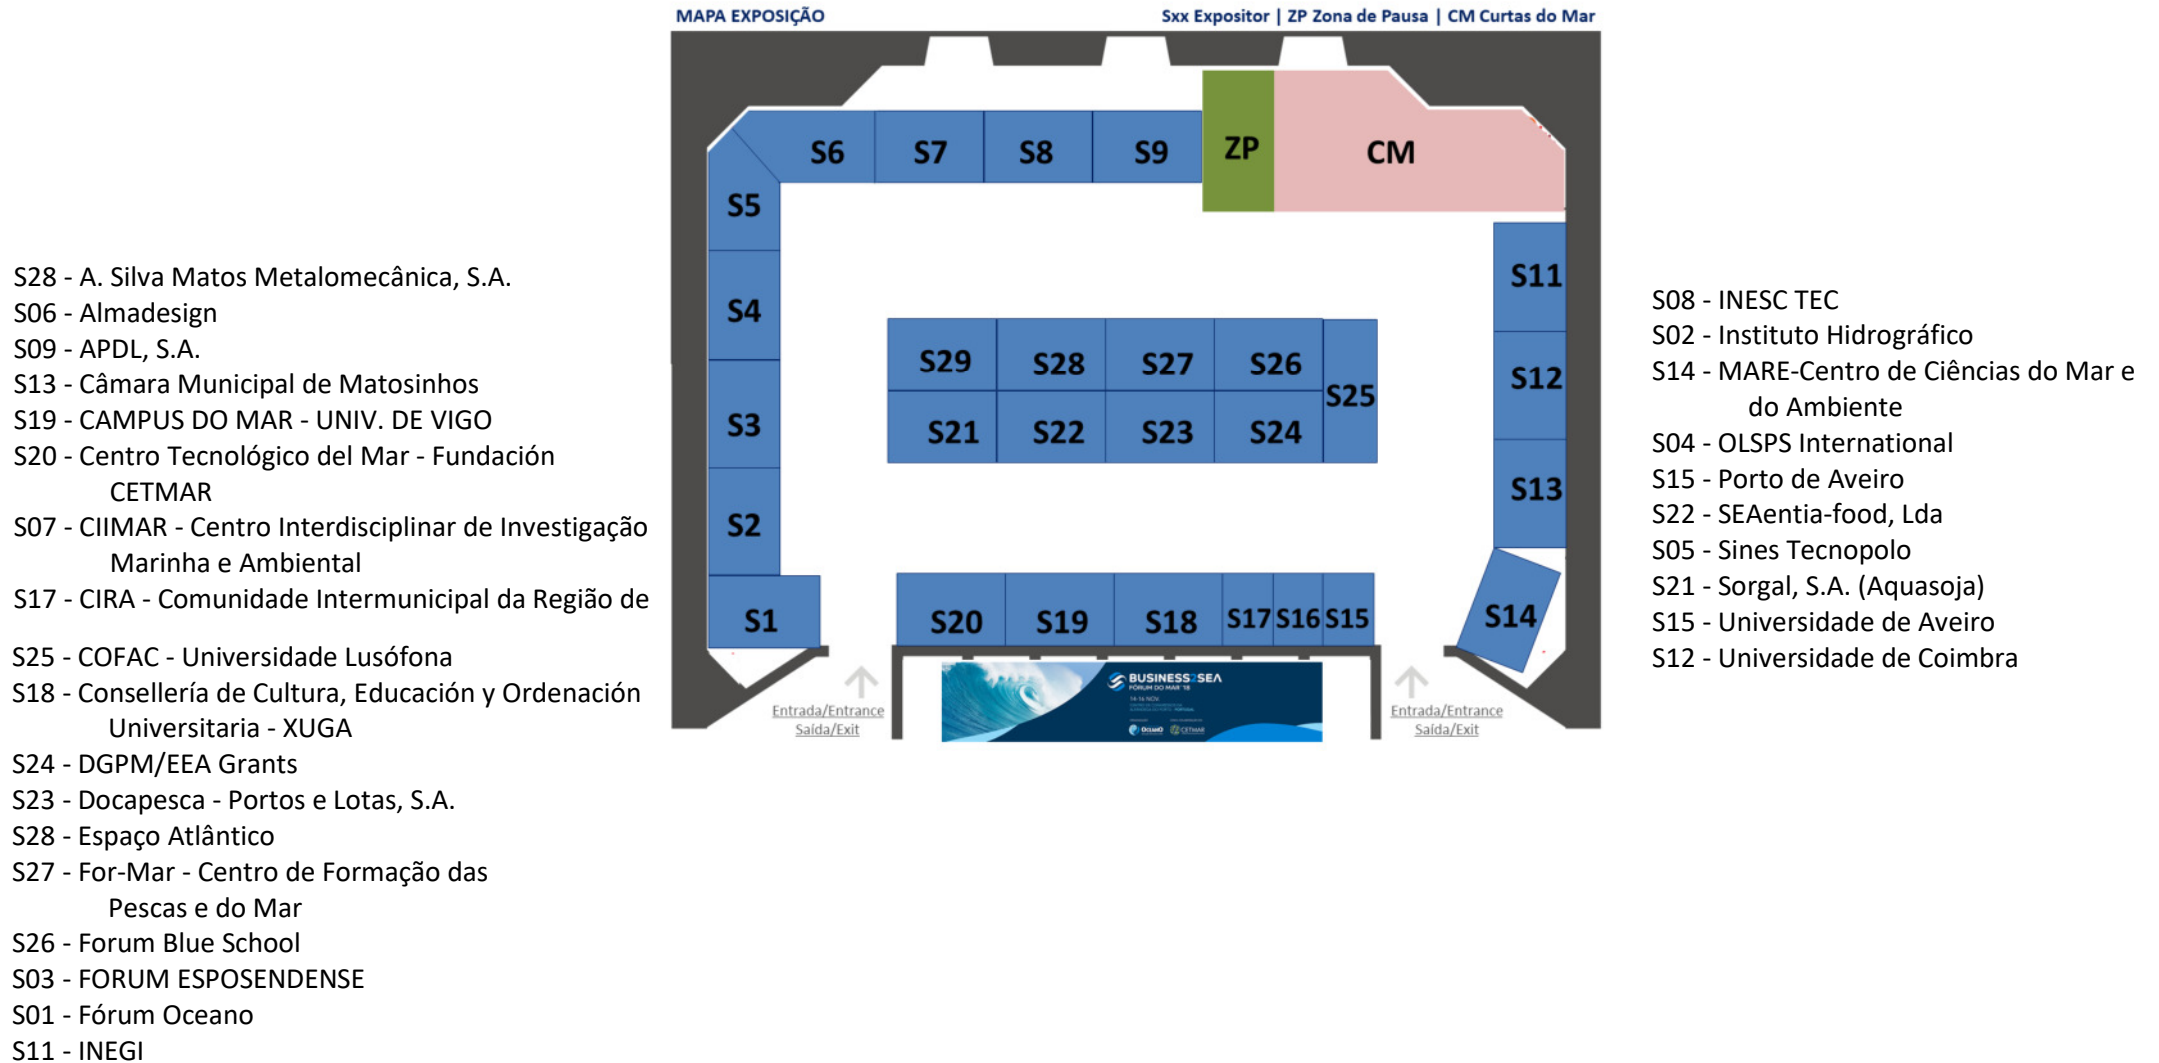 MAPA EXPOSIÇÃO
Sxx Expositor | ZP Zona de Pausa | CM Curtas do Mar
S28 - A. Silva Matos Metalomecânica, S.A.
S06 - Almadesign
S09 - APDL, S.A.
S13 - Câmara Municipal de Matosinhos
S19 - CAMPUS DO MAR - UNIV. DE VIGO
S20 - Centro Tecnológico del Mar - Fundación
CETMAR
S07 - CIIMAR - Centro Interdisciplinar de Investigação
Marinha e Ambiental
S17 - CIRA - Comunidade Intermunicipal da Região de
S25 - COFAC - Universidade Lusófona
S18 - Consellería de Cultura, Educación y Ordenación
Universitaria - XUGA
S24 - DGPM/EEA Grants
S23 - Docapesca - Portos e Lotas, S.A.
S28 - Espaço Atlântico
S27 - For-Mar - Centro de Formação das
Pescas e do Mar
S26 - Forum Blue School
S03 - FORUM ESPOSENDENSE
S01 - Fórum Oceano
S11 - INEGI
S6 S7 S8 S9 ZP CM
S5
S4
S3
S2
S1
S29 S28 S27 S26 S25
S21 S22 S23 S24
S11
S12
S13
S14
S20 S19 S18 S17 S16 S15
Entrada/Entrance
Saída/Exit
BUSINESS2SEA
FÓRUM DO MAR '18
14-16 NOV
OCEANO CETMAR
Entrada/Entrance
Saída/Exit
S08 - INESC TEC
S02 - Instituto Hidrográfico
S14 - MARE-Centro de Ciências do Mar e
do Ambiente
S04 - OLSPS International
S15 - Porto de Aveiro
S22 - SEAentia-food, Lda
S05 - Sines Tecnopolo
S21 - Sorgal, S.A. (Aquasoja)
S15 - Universidade de Aveiro
S12 - Universidade de Coimbra